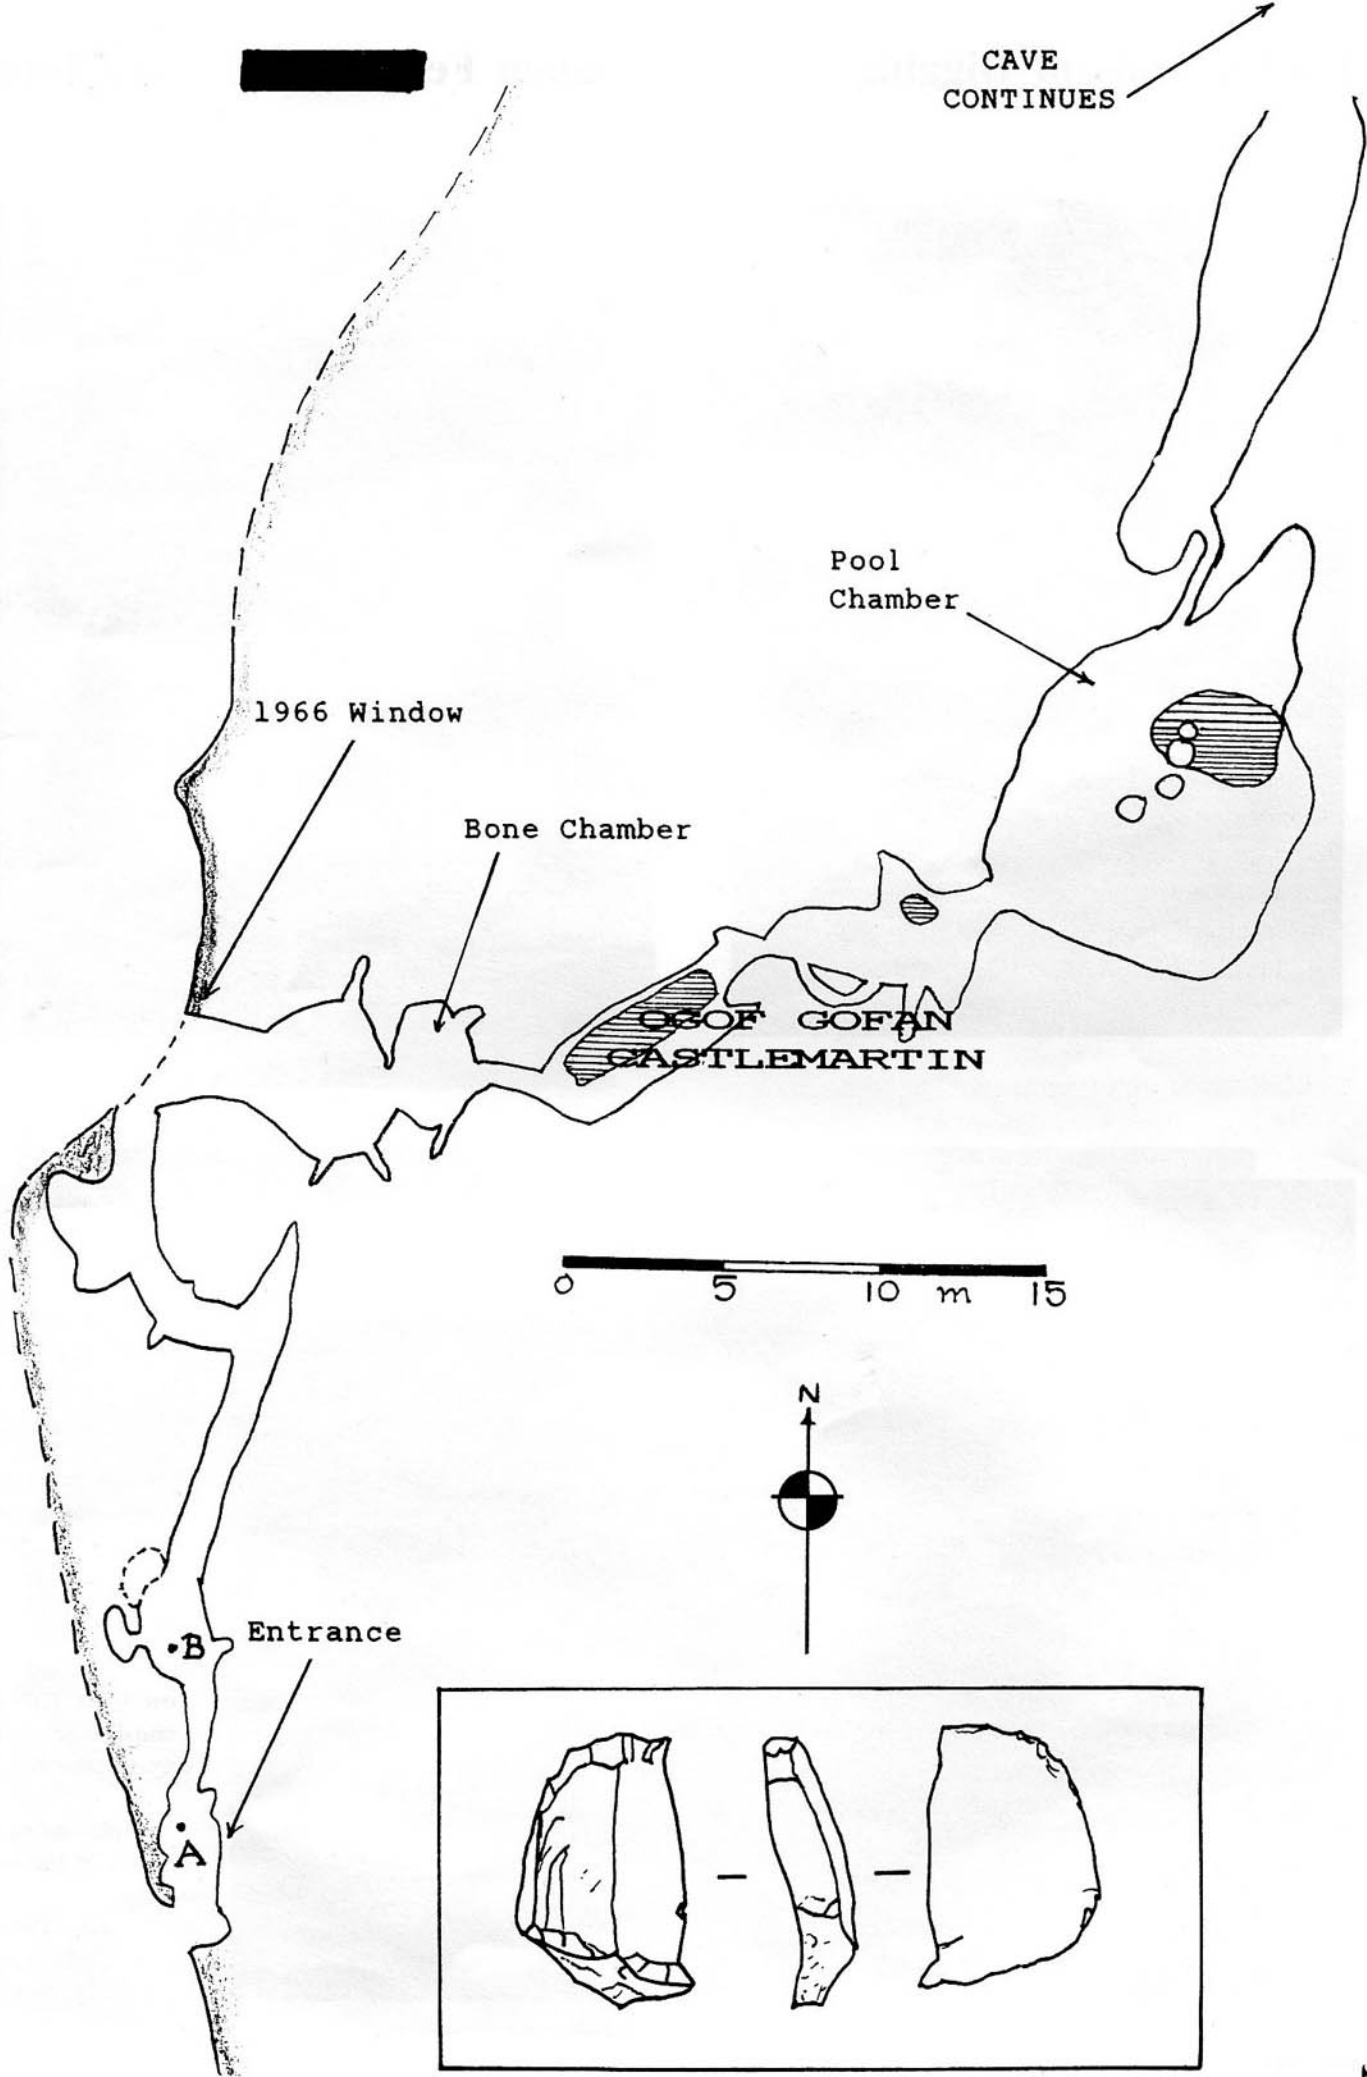 CAVE
CONTINUES
Pool
Chamber
1966 Window
Bone Chamber
OGOF GOFAN
CASTLEMARTIN
0 5 10 m 15
N
B
Entrance
A